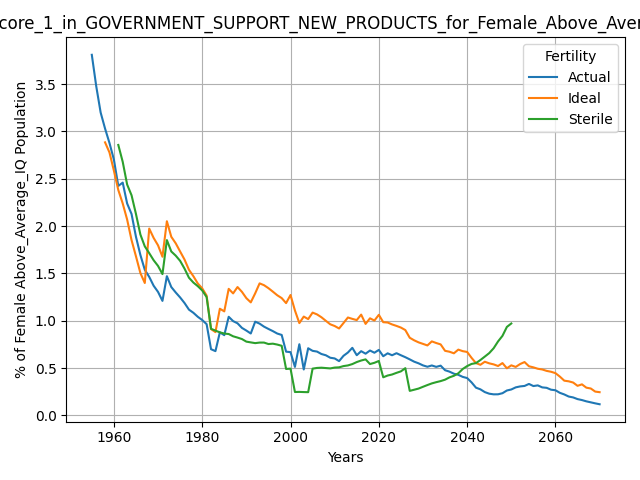 core_1_in_GOVERNMENT_SUPPORT_NEW_PRODUCTS_for_Female_Above_Aver
% of Female Above_Average_IQ Population
3.5
3.0
2.5
2.0
1.5
1.0
0.5
0.0
Fertility
Actual
Ideal
Sterile
1960
1980
2000
2020
2040
2060
Years